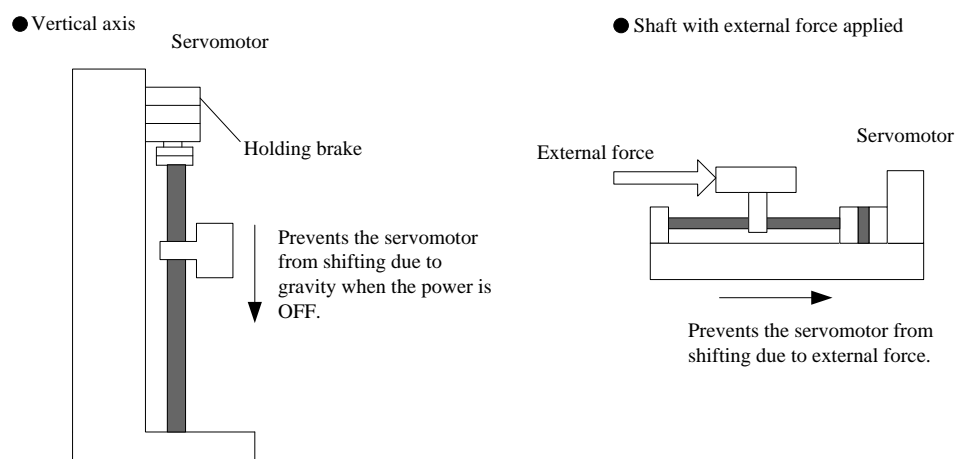 ● Vertical axis
Servomotor
Holding brake
Prevents the servomotor
from shifting due to
gravity when the power is
OFF.
● Shaft with external force applied
Servomotor
External force
Prevents the servomotor from
shifting due to external force.